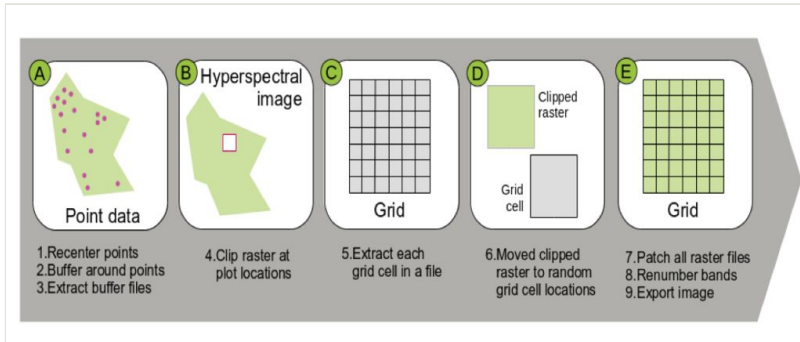 A
Point data
1.Recenter points
2.Buffer around points
3.Extract buffer files
B
Hyperspectral
image
4.Clip raster at
plot locations
C
Grid
5.Extract each
grid cell in a file
D
Clipped
raster
Grid
cell
6.Moved clipped
raster to random
grid cell locations
E
Grid
7.Patch all raster files
8.Renumber bands
9.Export image